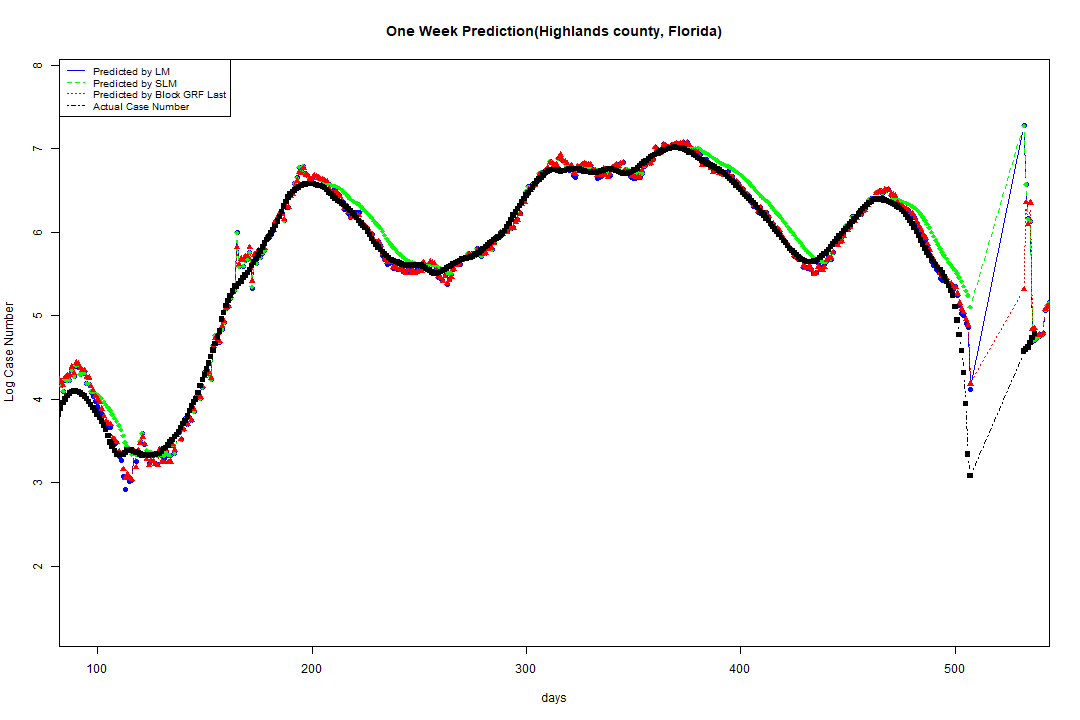 One Week Prediction(Highlands county, Florida)
Predicted by LM
Predicted by SLM
Predicted by Block GRF Last
Actual Case Number
8
7
6
5
4
3
2
Log Case Number
100 200 300 400 500
days